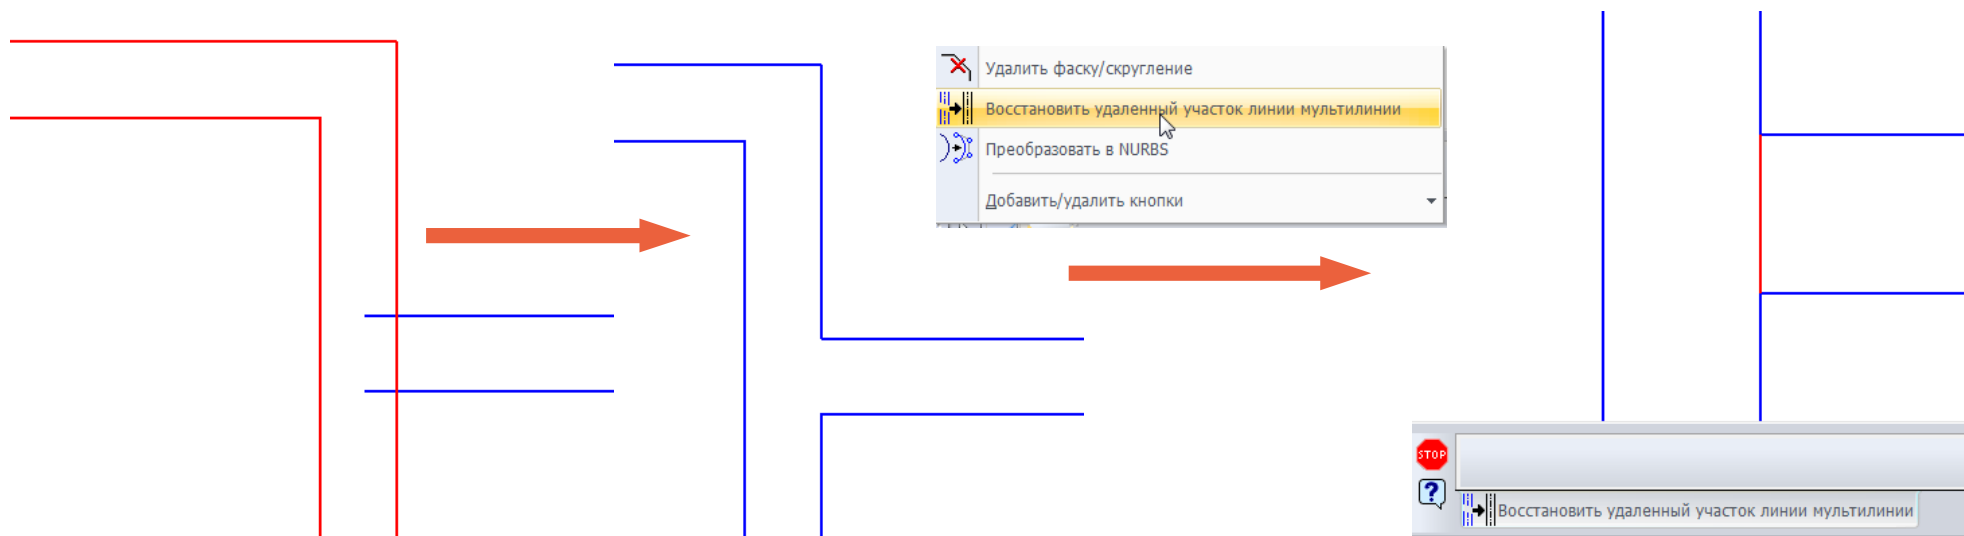 Удалить фаску/скругление
Восстановить удаленный участок линии мультилинии
Преобразовать в NURBS
Добавить/удалить кнопки
STOP
Восстановить удаленный участок линии мультилинии